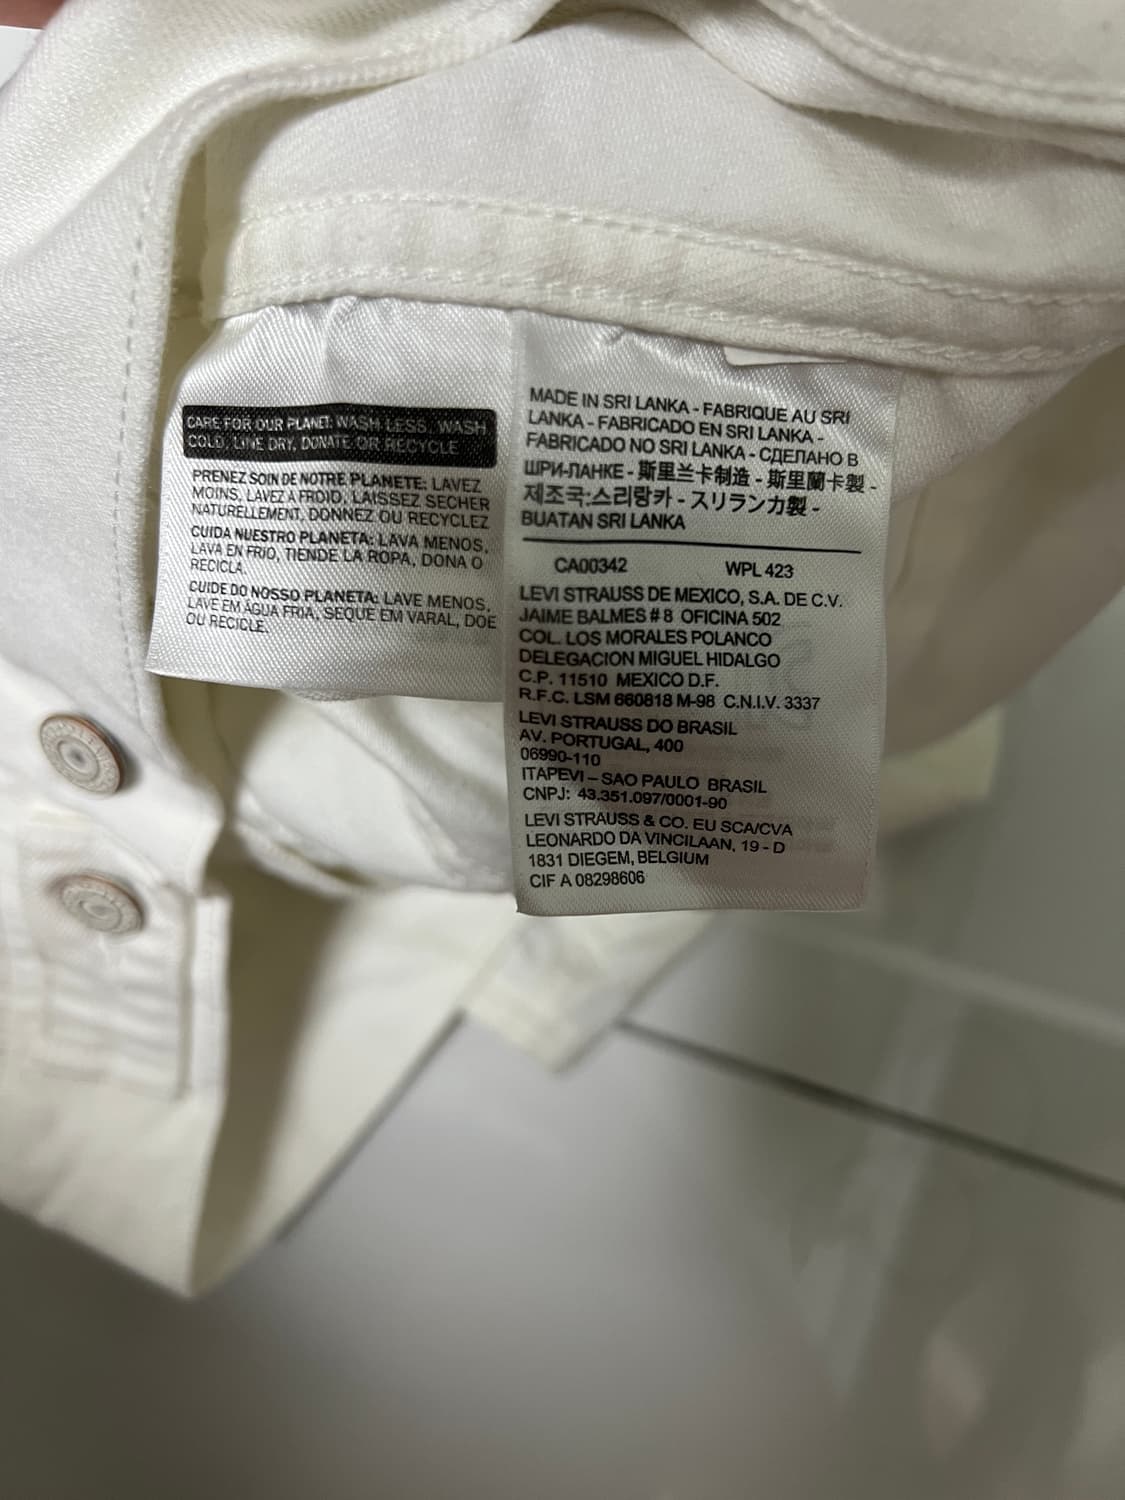 CARE FOR OUR PLANET: WASH LESS, WASH
COLD, LINE DRY, DONATE OR RECYCLE
PRENEZ SOIN DE NOTRE PLANETE: LAVEZ
MOINS, LAVEZ A FROID, LAISSEZ SECHER
NATURELLEMENT, DONNEZ OU RECYCLEZ
CUIDA NUESTRO PLANETA: LAVA MENOS,
LAVA EN FRIO, TIENDE LA ROPA, DONA O
RECICLA.
CUIDE DO NOSSO PLANETA: LAVE MENOS,
LAVE EM ÁGUA FRIA, SEQUE EM VARAL, DOE
OU RECICLE.
MADE IN SRI LANKA - FABRIQUE AU SRI
LANKA - FABRICADO EN SRI LANKA -
FABRICADO NO SRI LANKA - СДЕЛАНО В
ШРИ-ЛАНКЕ - 斯里兰卡制造 - 斯里蘭卡製 -
제조국:스리랑카 - スリランカ製 -
BUATAN SRI LANKA
CA00342 WPL 423
LEVI STRAUSS DE MEXICO, S.A. DE C.V.
JAIME BALMES # 8 OFICINA 502
COL. LOS MORALES POLANCO
DELEGACION MIGUEL HIDALGO
C.P. 11510 MEXICO D.F.
R.F.C. LSM 660818 M-98 C.N.I.V. 3337
LEVI STRAUSS DO BRASIL
AV. PORTUGAL, 400
06990-110
ITAPEVI – SAO PAULO BRASIL
CNPJ: 43.351.097/0001-90
LEVI STRAUSS & CO. EU SCA/CVA
LEONARDO DA VINCILAAN, 19 - D
1831 DIEGEM, BELGIUM
CIF A 08298606